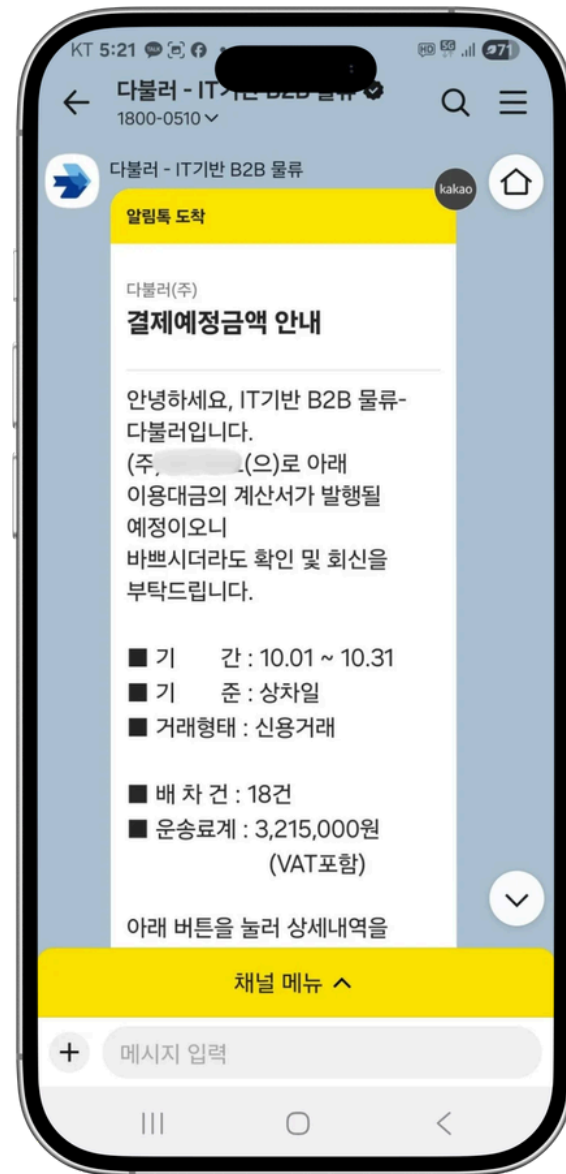 KT 5:21
HD 5G 71
다불러 - IT기반 B2B 물류
1800-0510
다불러 - IT기반 B2B 물류
kakao
알림톡 도착
다불러(주)
결제예정금액 안내
안녕하세요, IT기반 B2B 물류-
다불러입니다.
(주 (으)로 아래
이용대금의 계산서가 발행될
예정이오니
바쁘시더라도 확인 및 회신을
부탁드립니다.
■ 기 간 : 10.01 ~ 10.31
■ 기 준 : 상차일
■ 거래형태 : 신용거래
■ 배 차 건 : 18건
■ 운송료계 : 3,215,000원
(VAT포함)
아래 버튼을 눌러 상세내역을
채널 메뉴
메시지 입력